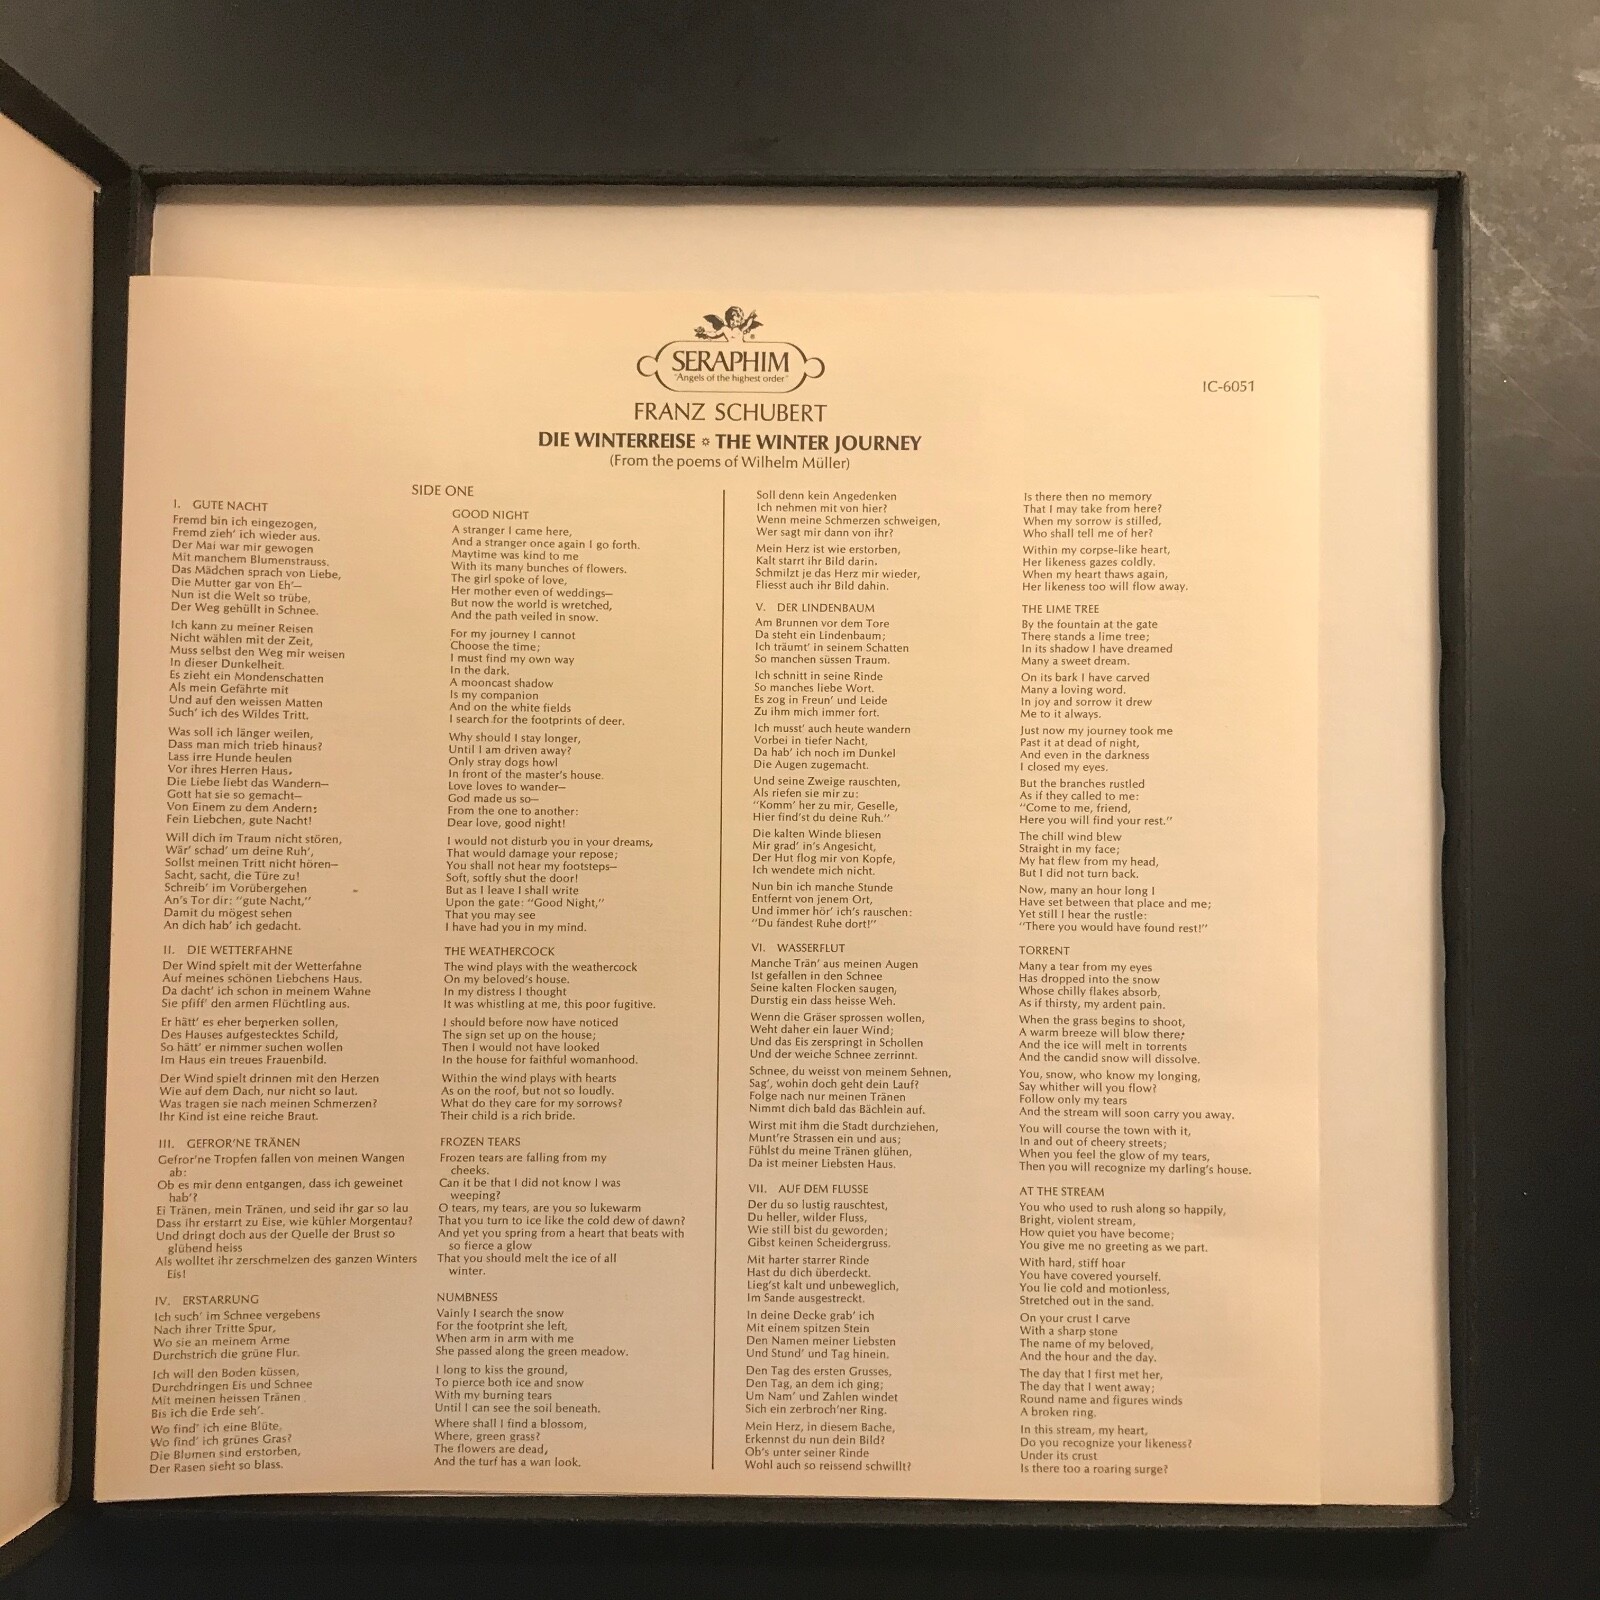 SERAPHIM
"Angels of the highest order"
IC-6051
FRANZ SCHUBERT
DIE WINTERREISE ☼ THE WINTER JOURNEY
(From the poems of Wilhelm Müller)
SIDE ONE
I. GUTE NACHT
Fremd bin ich eingezogen,
Fremd zieh' ich wieder aus.
Der Mai war mir gewogen
Mit manchem Blumenstrauss.
Das Mädchen sprach von Liebe,
Die Mutter gar von Eh'—
Nun ist die Welt so trübe,
Der Weg gehüllt in Schnee.
Ich kann zu meiner Reisen
Nicht wählen mit der Zeit,
Muss selbst den Weg mir weisen
In dieser Dunkelheit.
Es zieht ein Mondenschatten
Als mein Gefährte mit
Und auf den weissen Matten
Such' ich des Wildes Tritt.
Was soll ich länger weilen,
Dass man mich trieb hinaus?
Lass irre Hunde heulen
Vor ihres Herren Haus.
Die Liebe liebt das Wandern—
Gott hat sie so gemacht—
Von Einem zu dem Andern:
Fein Liebchen, gute Nacht!
Will dich im Traum nicht stören,
Wär' schad' um deine Ruh',
Sollst meinen Tritt nicht hören—
Sacht, sacht, die Türe zu!
Schreib' im Vorübergehen
An's Tor dir: "gute Nacht,"
Damit du mögest sehen
An dich hab' ich gedacht.
II. DIE WETTERFAHNE
Der Wind spielt mit der Wetterfahne
Auf meines schönen Liebchens Haus.
Da dacht' ich schon in meinem Wahne
Sie pfiff' den armen Flüchtling aus.
Er hätt' es eher bemerken sollen,
Des Hauses aufgestecktes Schild,
So hätt' er nimmer suchen wollen
Im Haus ein treues Frauenbild.
Der Wind spielt drinnen mit den Herzen
Wie auf dem Dach, nur nicht so laut.
Was tragen sie nach meinen Schmerzen?
Ihr Kind ist eine reiche Braut.
III. GEFROR'NE TRÄNEN
Gefror'ne Tropfen fallen von meinen Wangen
ab:
Ob es mir denn entgangen, dass ich geweinet
hab'?
Ei Tränen, mein Tränen, und seid ihr gar so lau
Dass ihr erstarrt zu Eise, wie kühler Morgentau?
Und dringt doch aus der Quelle der Brust so
glühend heiss
Als wolltet ihr zerschmelzen des ganzen Winters
Eis!
IV. ERSTARRUNG
Ich such' im Schnee vergebens
Nach ihrer Tritte Spur,
Wo sie an meinem Arme
Durchstrich die grüne Flur.
Ich will den Boden küssen,
Durchdringen Eis und Schnee
Mit meinen heissen Tränen
Bis ich die Erde seh'.
Wo find' ich eine Blüte,
Wo find' ich grünes Gras?
Die Blumen sind erstorben,
Der Rasen sieht so blass.
GOOD NIGHT
A stranger I came here,
And a stranger once again I go forth.
Maytime was kind to me
With its many bunches of flowers.
The girl spoke of love,
Her mother even of weddings—
But now the world is wretched,
And the path veiled in snow.
For my journey I cannot
Choose the time;
I must find my own way
In the dark.
A mooncast shadow
Is my companion
And on the white fields
I search for the footprints of deer.
Why should I stay longer,
Until I am driven away?
Only stray dogs howl
In front of the master's house.
Love loves to wander—
God made us so—
From the one to another:
Dear love, good night!
I would not disturb you in your dreams,
That would damage your repose;
You shall not hear my footsteps—
Soft, softly shut the door!
But as I leave I shall write
Upon the gate: "Good Night,"
That you may see
I have had you in my mind.
THE WEATHERCOCK
The wind plays with the weathercock
On my beloved's house.
In my distress I thought
It was whistling at me, this poor fugitive.
I should before now have noticed
The sign set up on the house;
Then I would not have looked
In the house for faithful womanhood.
Within the wind plays with hearts
As on the roof, but not so loudly.
What do they care for my sorrows?
Their child is a rich bride.
FROZEN TEARS
Frozen tears are falling from my
cheeks.
Can it be that I did not know I was
weeping?
O tears, my tears, are you so lukewarm
That you turn to ice like the cold dew of dawn?
And yet you spring from a heart that beats with
so fierce a glow
That you should melt the ice of all
winter.
NUMBNESS
Vainly I search the snow
For the footprint she left,
When arm in arm with me
She passed along the green meadow.
I long to kiss the ground,
To pierce both ice and snow
With my burning tears
Until I can see the soil beneath.
Where shall I find a blossom,
Where, green grass?
The flowers are dead,
And the turf has a wan look.
Soll denn kein Angedenken
Ich nehmen mit von hier?
Wenn meine Schmerzen schweigen,
Wer sagt mir dann von ihr?
Mein Herz ist wie erstorben,
Kalt starrt ihr Bild darin.
Schmilzt je das Herz mir wieder,
Fliesst auch ihr Bild dahin.
V. DER LINDENBAUM
Am Brunnen vor dem Tore
Da steht ein Lindenbaum;
Ich träumt' in seinem Schatten
So manchen süssen Traum.
Ich schnitt in seine Rinde
So manches liebe Wort.
Es zog in Freun' und Leide
Zu ihm mich immer fort.
Ich musst' auch heute wandern
Vorbei in tiefer Nacht,
Da hab' ich noch im Dunkel
Die Augen zugemacht.
Und seine Zweige rauschten,
Als riefen sie mir zu:
"Komm' her zu mir, Geselle,
Hier find'st du deine Ruh."
Die kalten Winde bliesen
Mir grad' in's Angesicht,
Der Hut flog mir von Kopfe,
Ich wendete mich nicht.
Nun bin ich manche Stunde
Entfernt von jenem Ort,
Und immer hör' ich's rauschen:
"Du fändest Ruhe dort!"
VI. WASSERFLUT
Manche Trän' aus meinen Augen
Ist gefallen in den Schnee
Seine kalten Flocken saugen,
Durstig ein dass heisse Weh.
Wenn die Gräser sprossen wollen,
Weht daher ein lauer Wind;
Und das Eis zerspringt in Schollen
Und der weiche Schnee zerrinnt.
Schnee, du weisst von meinem Sehnen,
Sag', wohin doch geht dein Lauf?
Folge nach nur meinen Tränen
Nimmt dich bald das Bächlein auf.
Wirst mit ihm die Stadt durchziehen,
Munt're Strassen ein und aus;
Fühlst du meine Tränen glühen,
Da ist meiner Liebsten Haus.
VII. AUF DEM FLUSSE
Der du so lustig rauschtest,
Du heller, wilder Fluss,
Wie still bist du geworden;
Gibst keinen Scheidergruss.
Mit harter starrer Rinde
Hast du dich überdeckt.
Lieg'st kalt und unbeweglich,
Im Sande ausgestreckt.
In deine Decke grab' ich
Mit einem spitzen Stein
Den Namen meiner Liebsten
Und Stund' und Tag hinein.
Den Tag des ersten Grusses,
Den Tag, an dem ich ging;
Um Nam' und Zahlen windet
Sich ein zerbroch'ner Ring.
Mein Herz, in diesem Bache,
Erkennst du nun dein Bild?
Ob's unter seiner Rinde
Wohl auch so reissend schwillt?
Is there then no memory
That I may take from here?
When my sorrow is stilled,
Who shall tell me of her?
Within my corpse-like heart,
Her likeness gazes coldly.
When my heart thaws again,
Her likeness too will flow away.
THE LIME TREE
By the fountain at the gate
There stands a lime tree;
In its shadow I have dreamed
Many a sweet dream.
On its bark I have carved
Many a loving word.
In joy and sorrow it drew
Me to it always.
Just now my journey took me
Past it at dead of night,
And even in the darkness
I closed my eyes.
But the branches rustled
As if they called to me:
"Come to me, friend,
Here you will find your rest."
The chill wind blew
Straight in my face;
My hat flew from my head,
But I did not turn back.
Now, many an hour long I
Have set between that place and me;
Yet still I hear the rustle:
"There you would have found rest!"
TORRENT
Many a tear from my eyes
Has dropped into the snow
Whose chilly flakes absorb,
As if thirsty, my ardent pain.
When the grass begins to shoot,
A warm breeze will blow there;
And the ice will melt in torrents
And the candid snow will dissolve.
You, snow, who know my longing,
Say whither will you flow?
Follow only my tears
And the stream will soon carry you away.
You will course the town with it,
In and out of cheery streets;
When you feel the glow of my tears,
Then you will recognize my darling's house.
AT THE STREAM
You who used to rush along so happily,
Bright, violent stream,
How quiet you have become;
You give me no greeting as we part.
With hard, stiff hoar
You have covered yourself.
You lie cold and motionless,
Stretched out in the sand.
On your crust I carve
With a sharp stone
The name of my beloved,
And the hour and the day.
The day that I first met her,
The day that I went away;
Round name and figures winds
A broken ring.
In this stream, my heart,
Do you recognize your likeness?
Under its crust
Is there too a roaring surge?